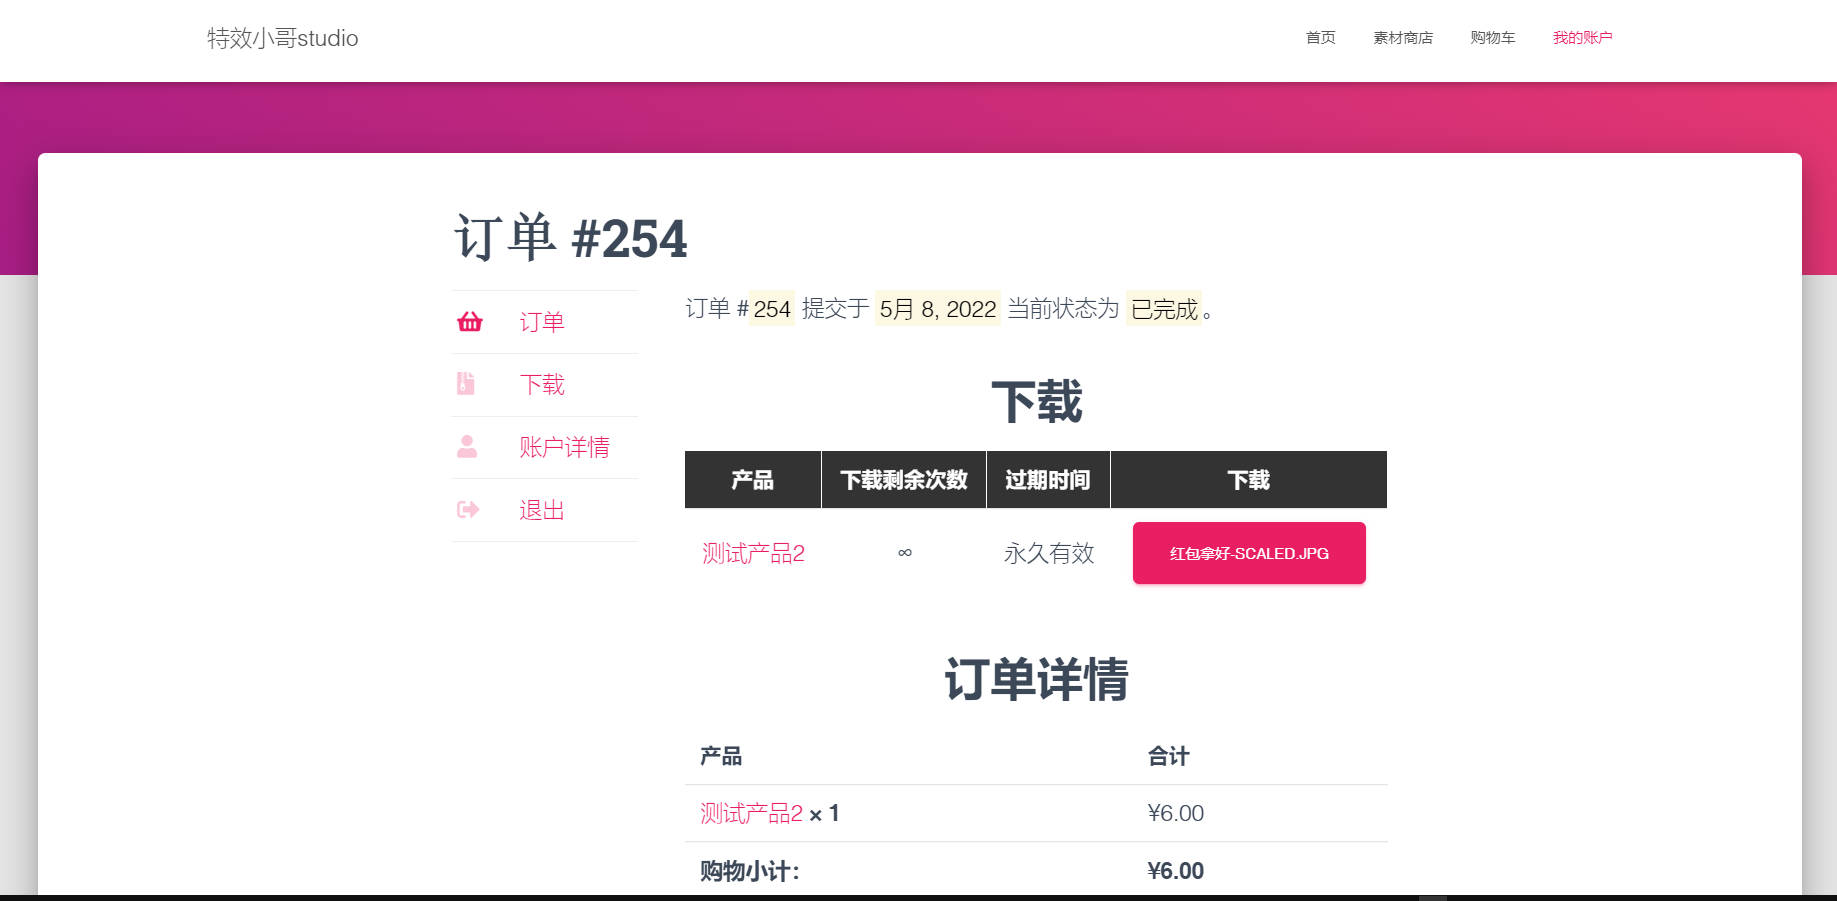 特效小哥studio
首页 素材商店 购物车 我的账户
订单 #254
订单
下载
账户详情
退出
订单 #254 提交于 5月 8, 2022 当前状态为 已完成。
下载
产品 下载剩余次数 过期时间 下载
测试产品2 ∞ 永久有效 红包拿好-SCALED.JPG
订单详情
产品 合计
测试产品2 × 1 ¥6.00
购物小计: ¥6.00